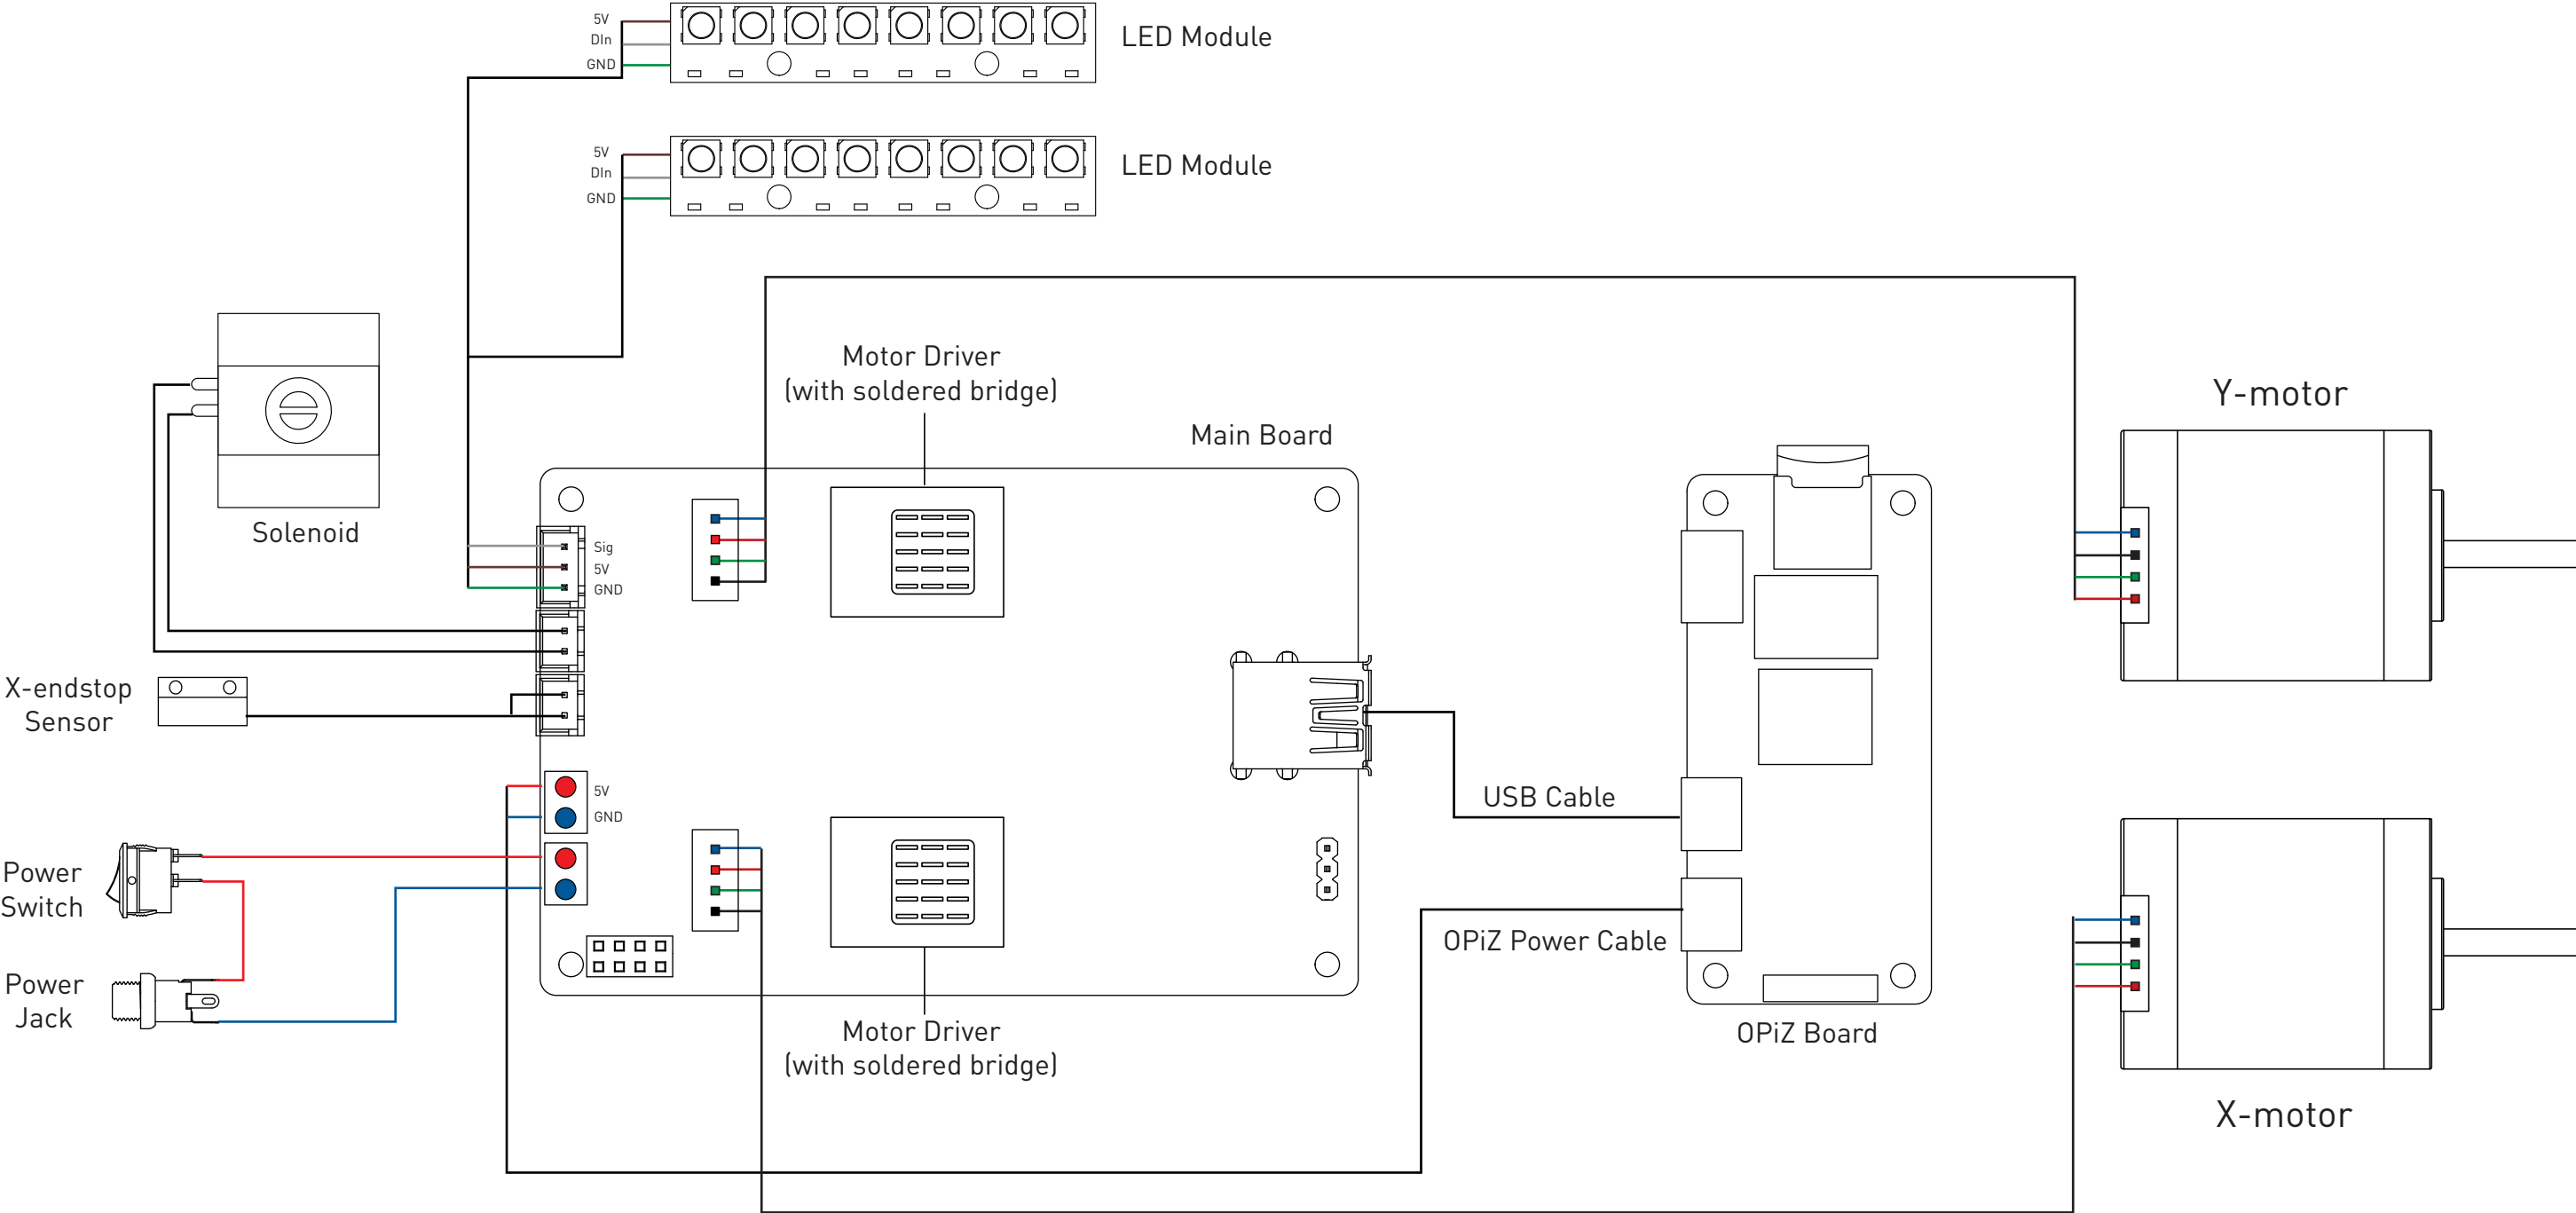 5V
DIn
GND
LED Module
5V
DIn
GND
LED Module
Motor Driver
(with soldered bridge)
Main Board
Y-motor
Solenoid
Sig
5V
GND
X-endstop
Sensor
5V
GND
USB Cable
Power
Switch
OPiZ Power Cable
Power
Jack
Motor Driver
(with soldered bridge)
OPiZ Board
X-motor